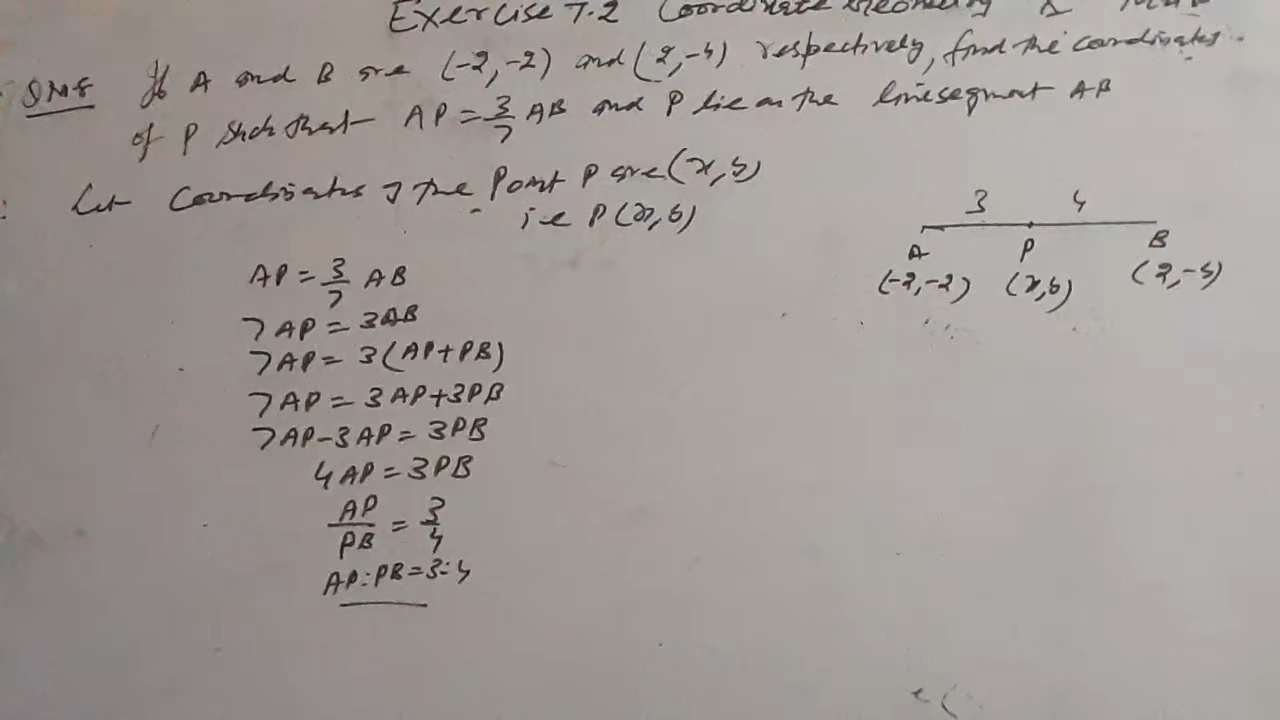 Exercise 7.2 Coordinate Geometry
QN8 If A and B are (-2,-2) and (2,-4) respectively, find the coordinates
of P such that AP = 3/7 AB and P lie on the line segment AB
Let Coordinates of the Point P are (x,y)
i.e P(x,y)
3 4
A P B
(-2,-2) (x,y) (2,-4)
AP = 3/7 AB
7AP = 3AB
7AP = 3(AP+PB)
7AP = 3AP+3PB
7AP-3AP = 3PB
4AP = 3PB
AP/PB = 3/4
AP:PB=3:4